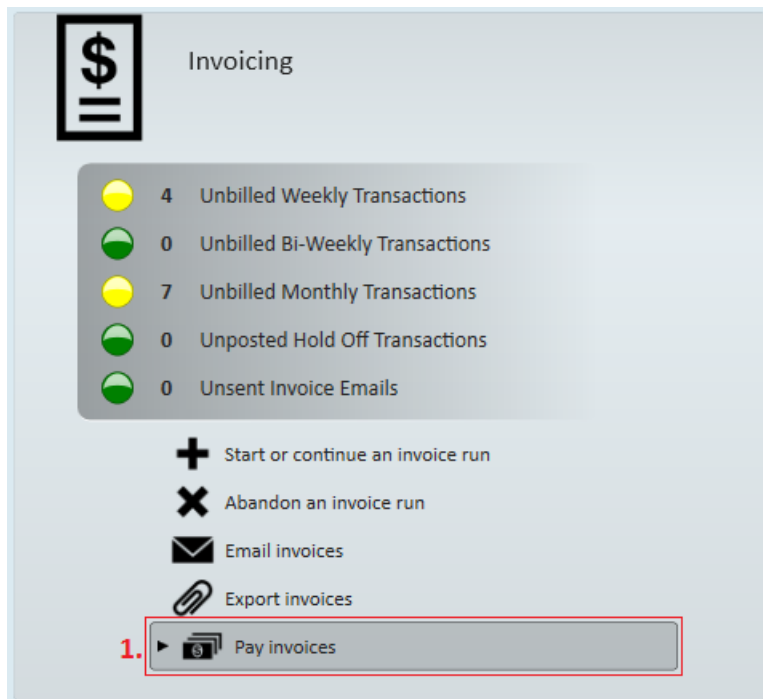 $
Invoicing
4 Unbilled Weekly Transactions
0 Unbilled Bi-Weekly Transactions
7 Unbilled Monthly Transactions
0 Unposted Hold Off Transactions
0 Unsent Invoice Emails
Start or continue an invoice run
Abandon an invoice run
Email invoices
Export invoices
1. $ Pay invoices